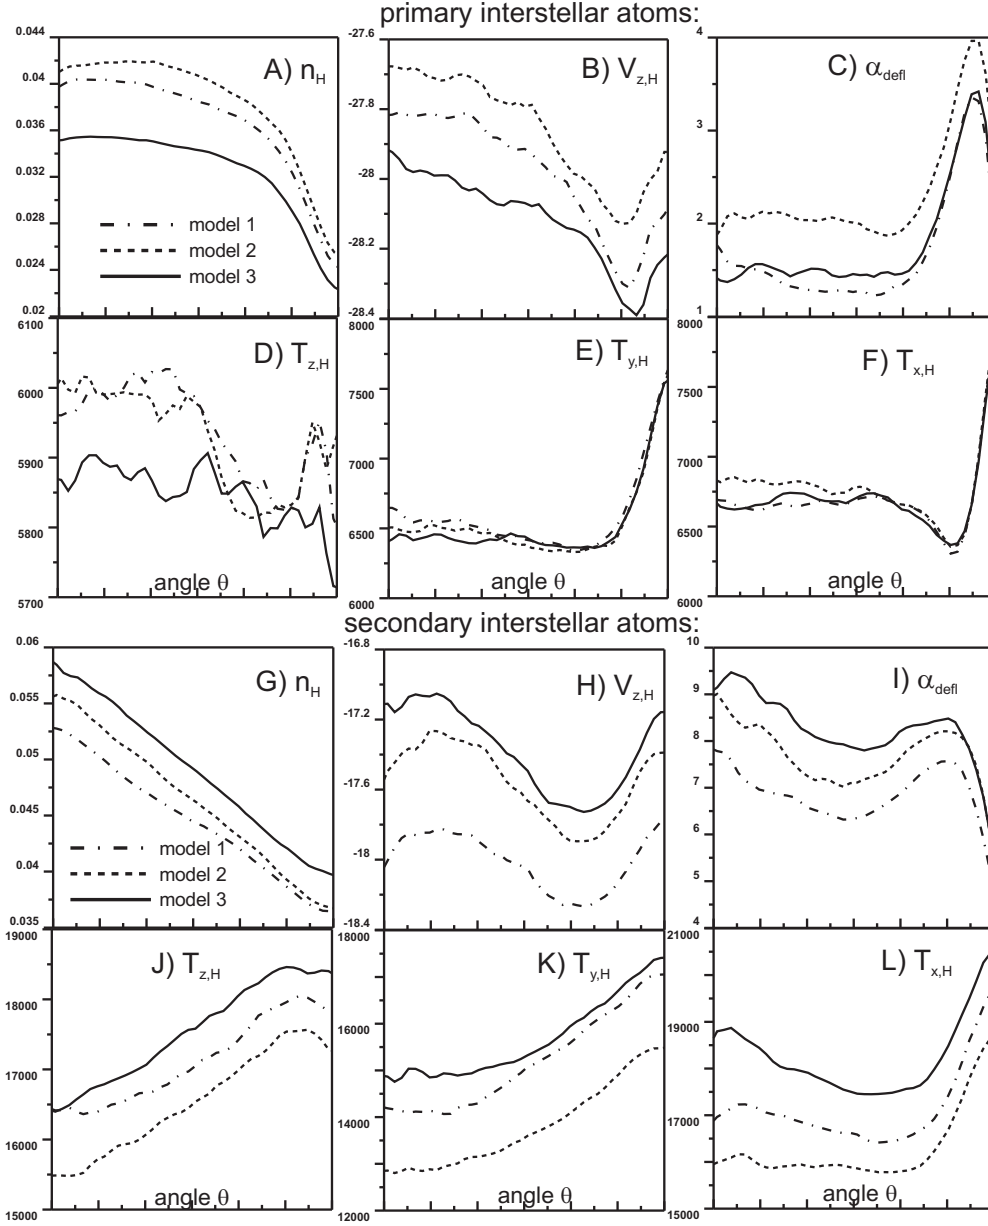 primary interstellar atoms:
A) n_H
B) V_z,H
C) α_defl
0.044
0.04
0.036
0.032
0.028
0.024
0.02
-27.6
-27.8
-28
-28.2
-28.4
4
3
2
1
model 1
model 2
model 3
D) T_z,H
E) T_y,H
F) T_x,H
6100
6000
5900
5800
5700
8000
7500
7000
6500
6000
8000
7000
6000
angle θ
angle θ
angle θ
secondary interstellar atoms:
G) n_H
H) V_z,H
I) α_defl
0.06
0.055
0.05
0.045
0.04
0.035
-16.8
-17.2
-17.6
-18
-18.4
10
9
8
7
6
5
4
model 1
model 2
model 3
J) T_z,H
K) T_y,H
L) T_x,H
19000
18000
17000
16000
15000
18000
16000
14000
12000
21000
19000
17000
15000
angle θ
angle θ
angle θ